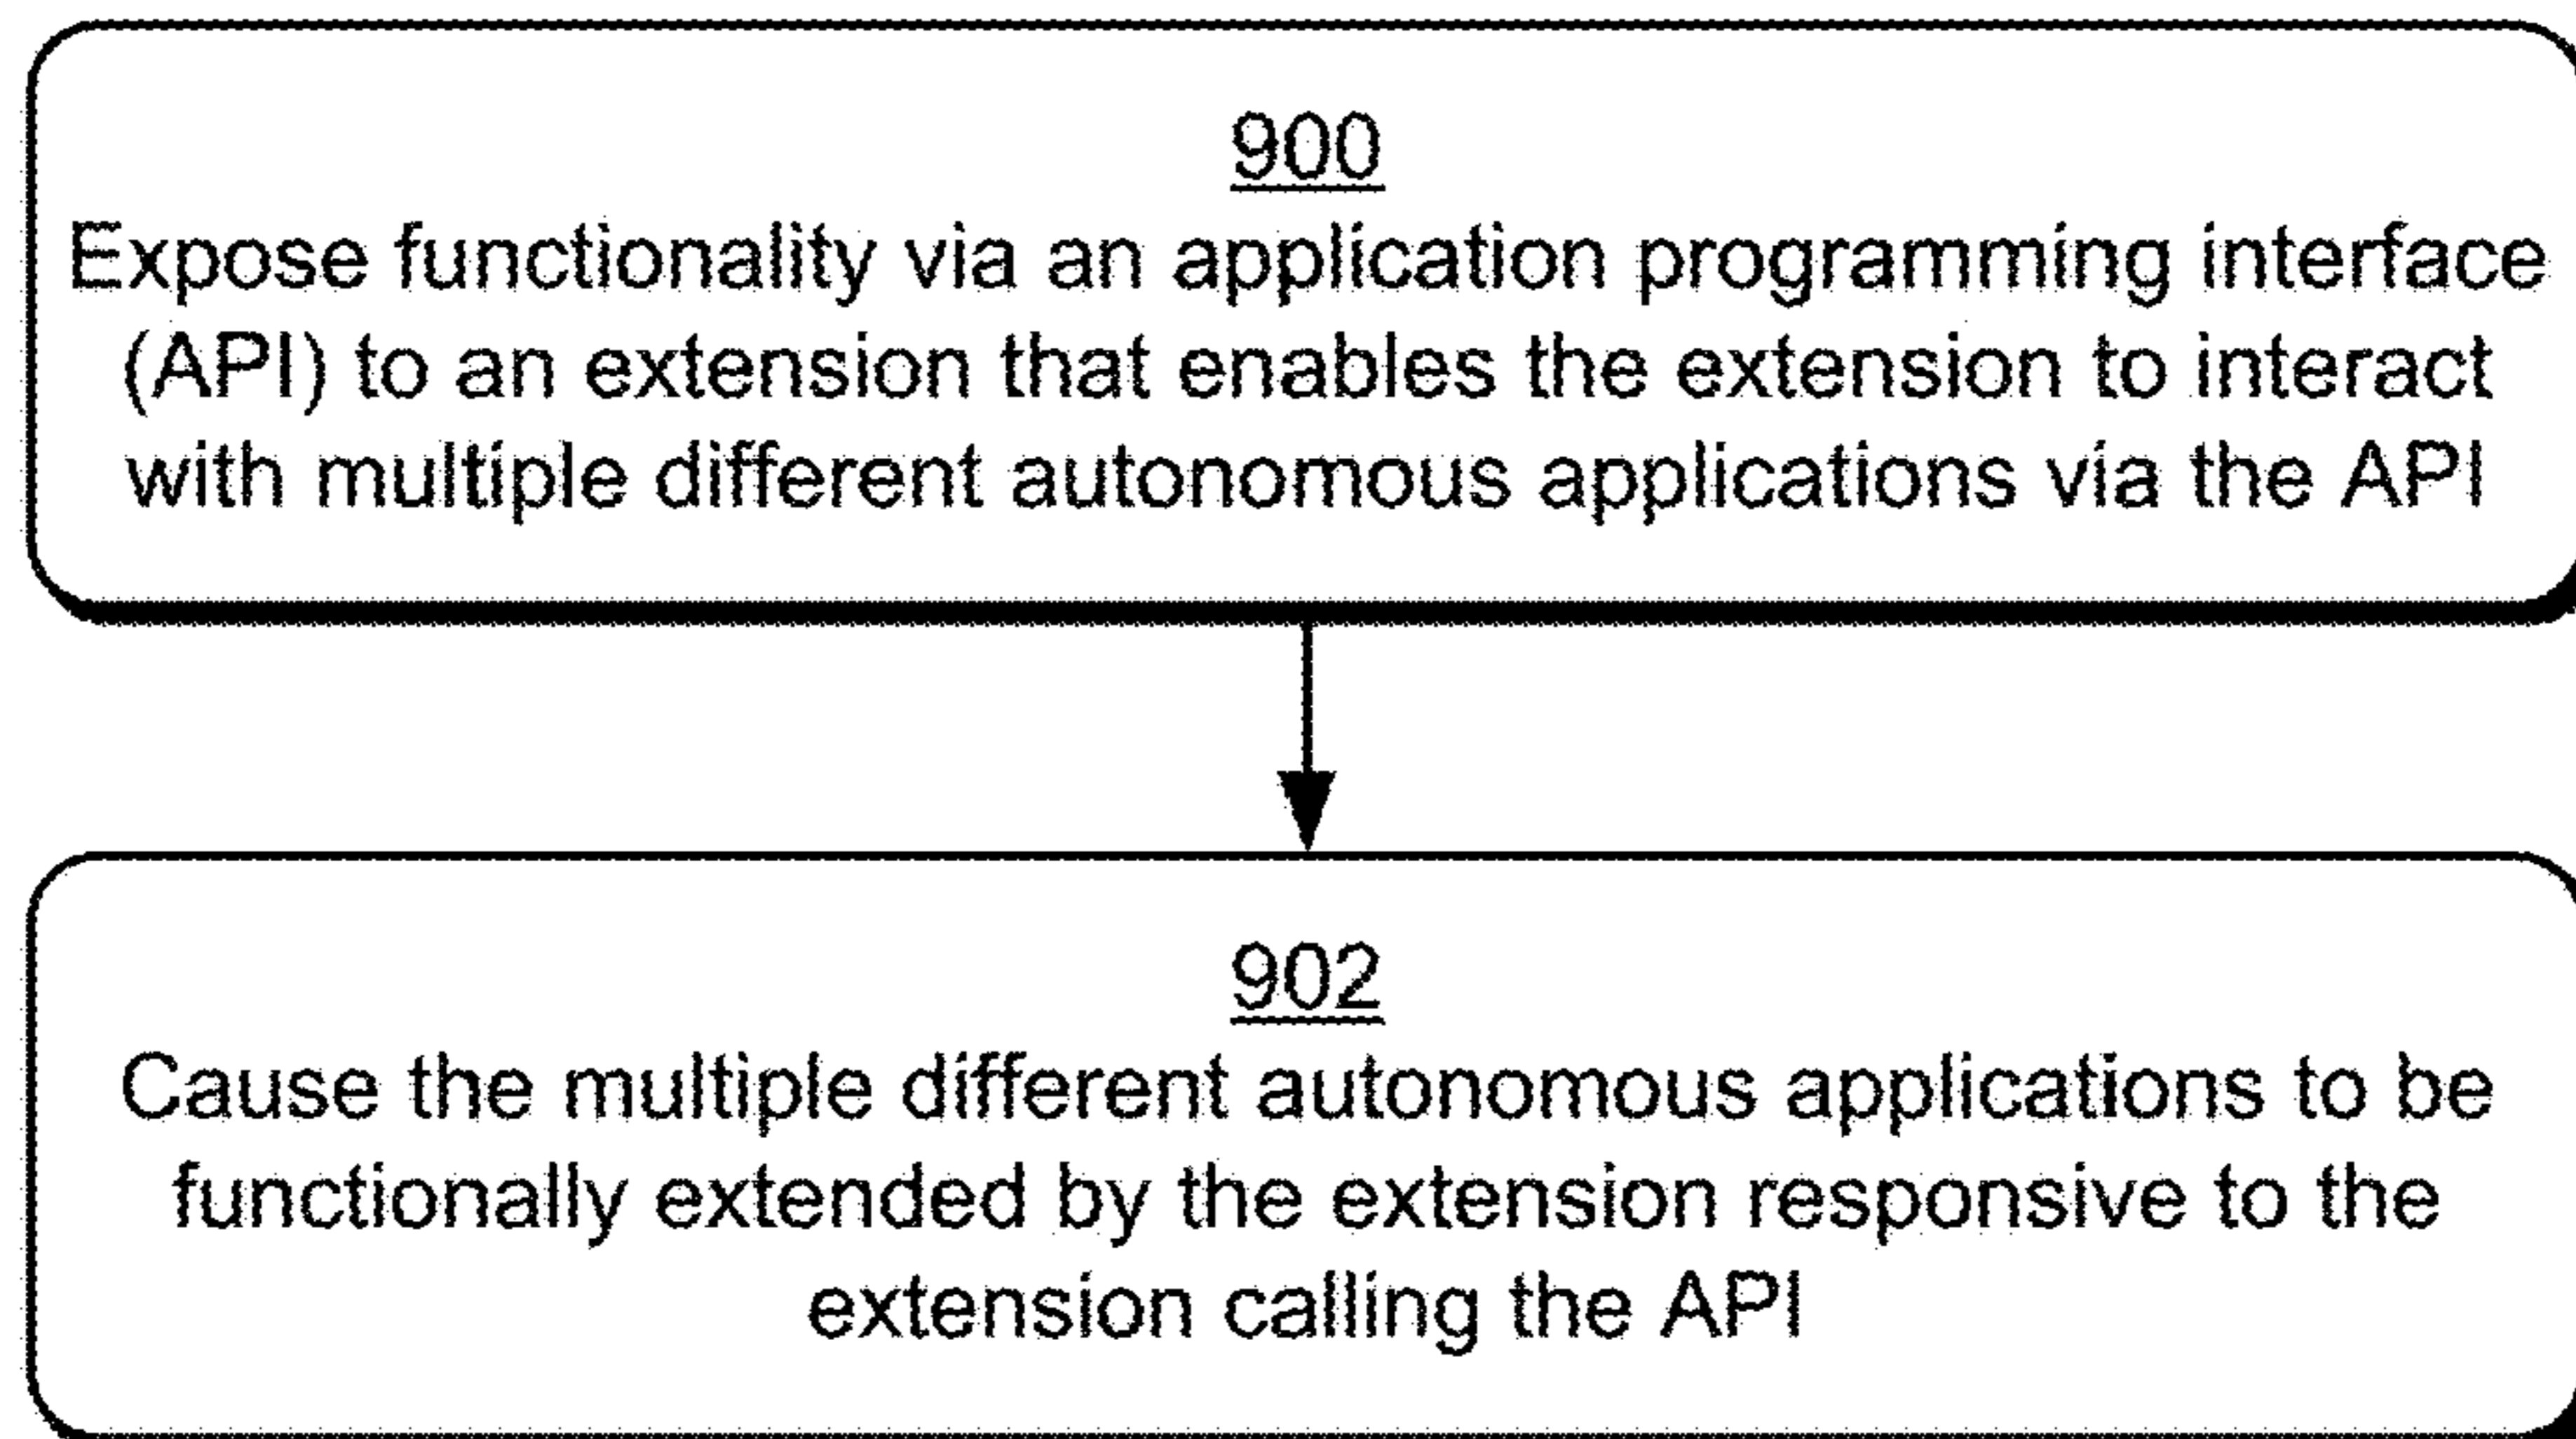 900
Expose functionality via an application programming interface
(API) to an extension that enables the extension to interact
with multiple different autonomous applications via the API
902
Cause the multiple different autonomous applications to be
functionally extended by the extension responsive to the
extension calling the API